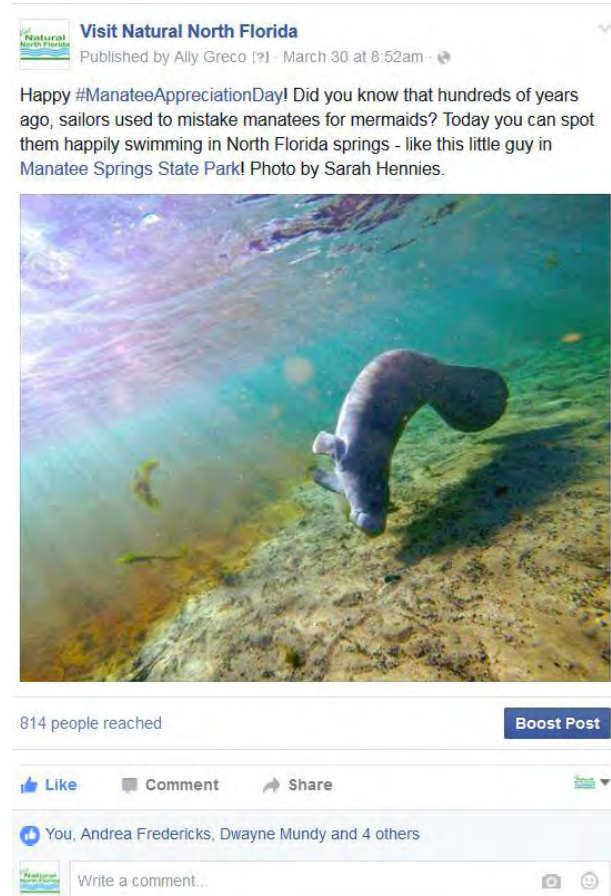 Visit Natural North Florida
Published by Ally Greco [?] · March 30 at 8:52am ·
Happy #ManateeAppreciationDay! Did you know that hundreds of years
ago, sailors used to mistake manatees for mermaids? Today you can spot
them happily swimming in North Florida springs - like this little guy in
Manatee Springs State Park! Photo by Sarah Hennies.
814 people reached
Boost Post
Like Comment Share
You, Andrea Fredericks, Dwayne Mundy and 4 others
Write a comment...